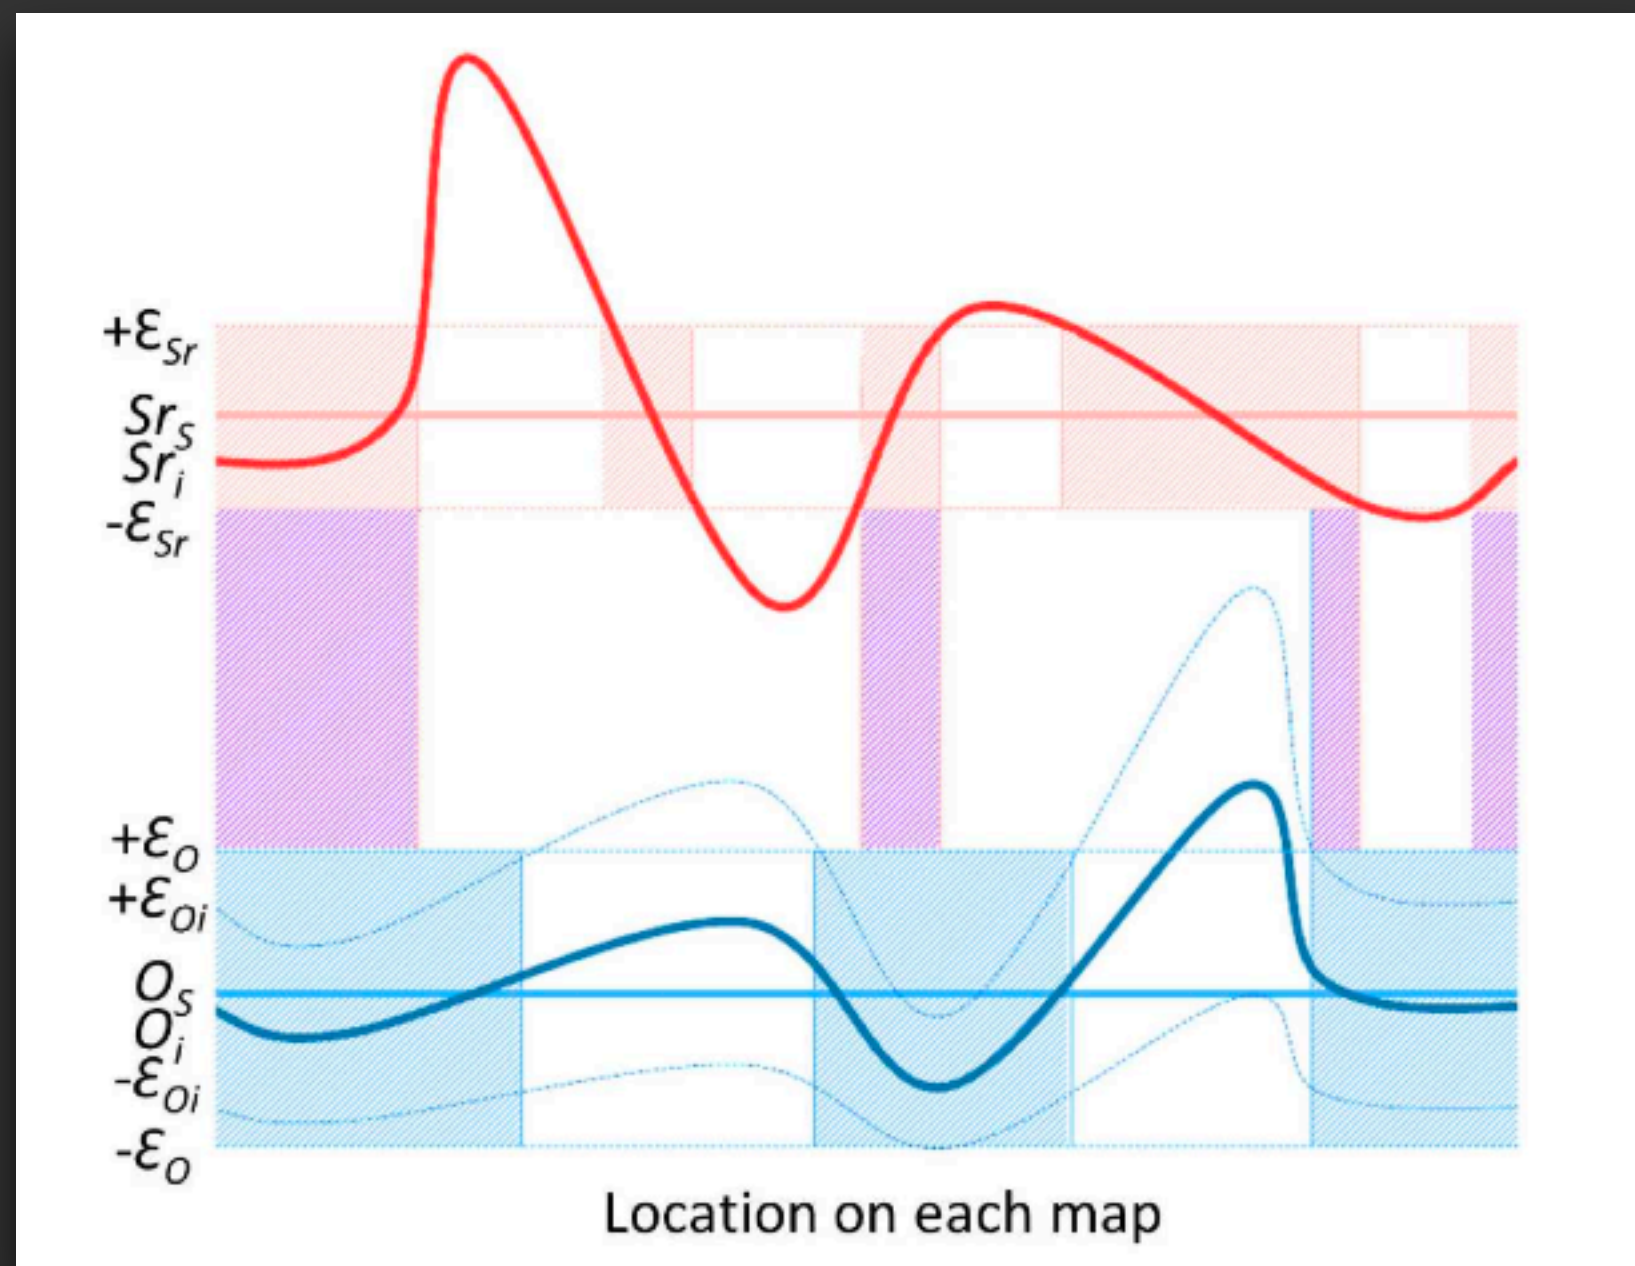 +ε_Sr
Sr_S
Sr_i
-ε_Sr
+ε_O
+ε_Oi
O_S
O_i
-ε_Oi
-ε_O
Location on each map